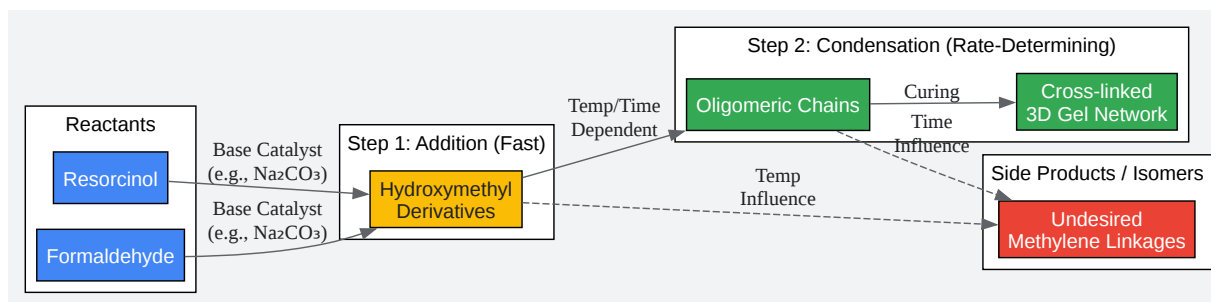 Reactants
Resorcinol
Formaldehyde
Base Catalyst
(e.g., Na₂CO₃)
Base Catalyst
(e.g., Na₂CO₃)
Step 1: Addition (Fast)
Hydroxymethyl
Derivatives
Temp/Time
Dependent
Temp
Influence
Step 2: Condensation (Rate-Determining)
Oligomeric Chains
Curing
Cross-linked
3D Gel Network
Time
Influence
Side Products / Isomers
Undesired
Methylene Linkages